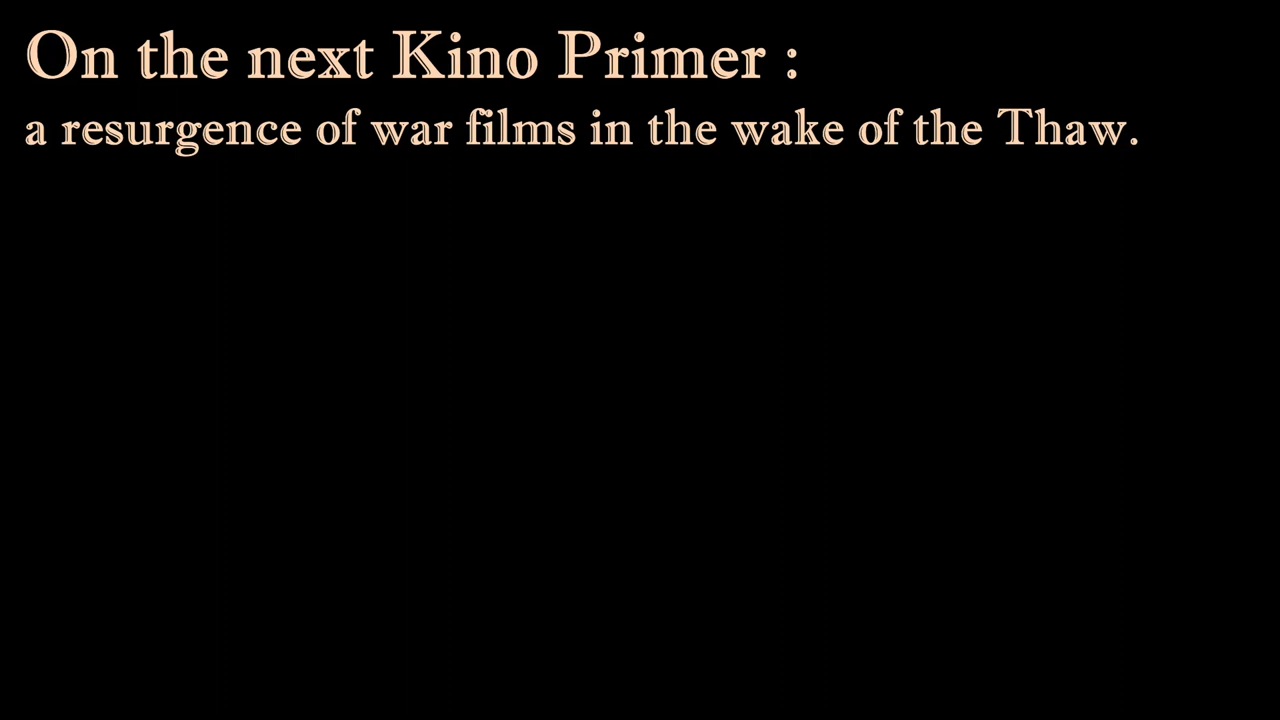 On the next Kino Primer :
a resurgence of war films in the wake of the Thaw.